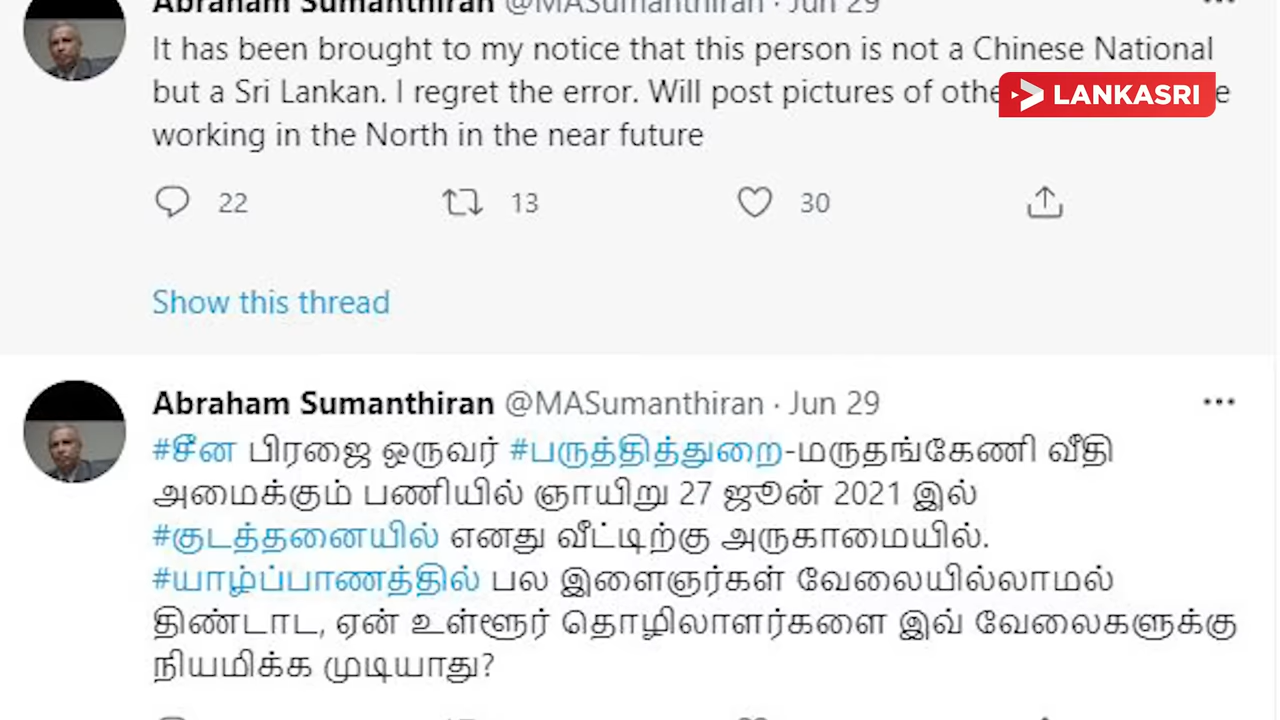 Abraham Sumanthiran @MASumanthiran · Jun 29
It has been brought to my notice that this person is not a Chinese National
but a Sri Lankan. I regret the error. Will post pictures of
LANKASRI
working in the North in the near future
22 13 30
Show this thread
Abraham Sumanthiran @MASumanthiran · Jun 29
#சீன பிரஜை ஒருவர் #பருத்தித்துறை-மருதங்கேணி வீதி
அமைக்கும் பணியில் ஞாயிறு 27 ஜூன் 2021 இல்
#குடத்தனையில் எனது வீட்டிற்கு அருகாமையில்.
#யாழ்ப்பாணத்தில் பல இளைஞர்கள் வேலையில்லாமல்
திண்டாட, ஏன் உள்ளூர் தொழிலாளர்களை இவ் வேலைகளுக்கு
நியமிக்க முடியாது?